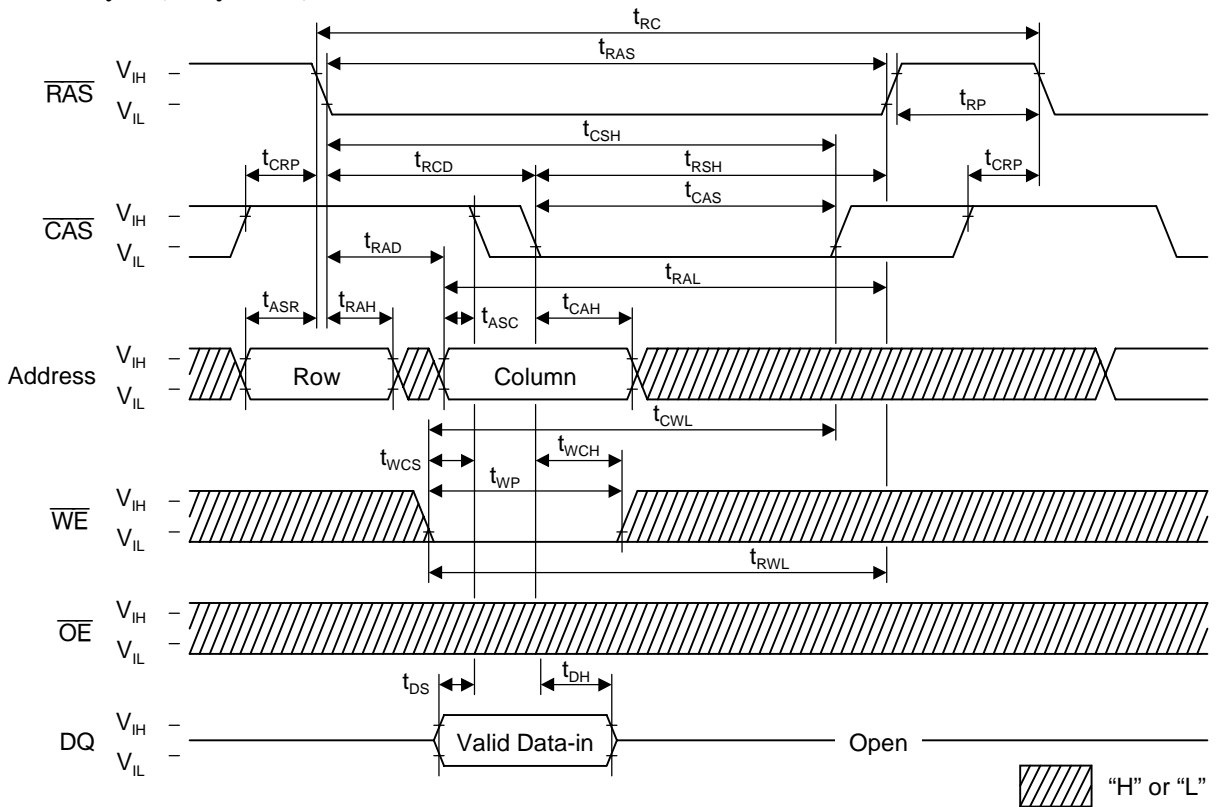 tRC
tRAS
VIH
RAS
VIL
tRP
tCSH
tCRP
tRCD
tRSH
tCRP
tCAS
VIH
CAS
VIL
tRAD
tRAL
tASR
tRAH
tASC
tCAH
VIH
Address
Row
Column
VIL
tCWL
tWCS
tWCH
tWP
VIH
WE
VIL
tRWL
VIH
OE
VIL
tDS
tDH
VIH
DQ
Valid Data-in
Open
VIL
“H” or “L”